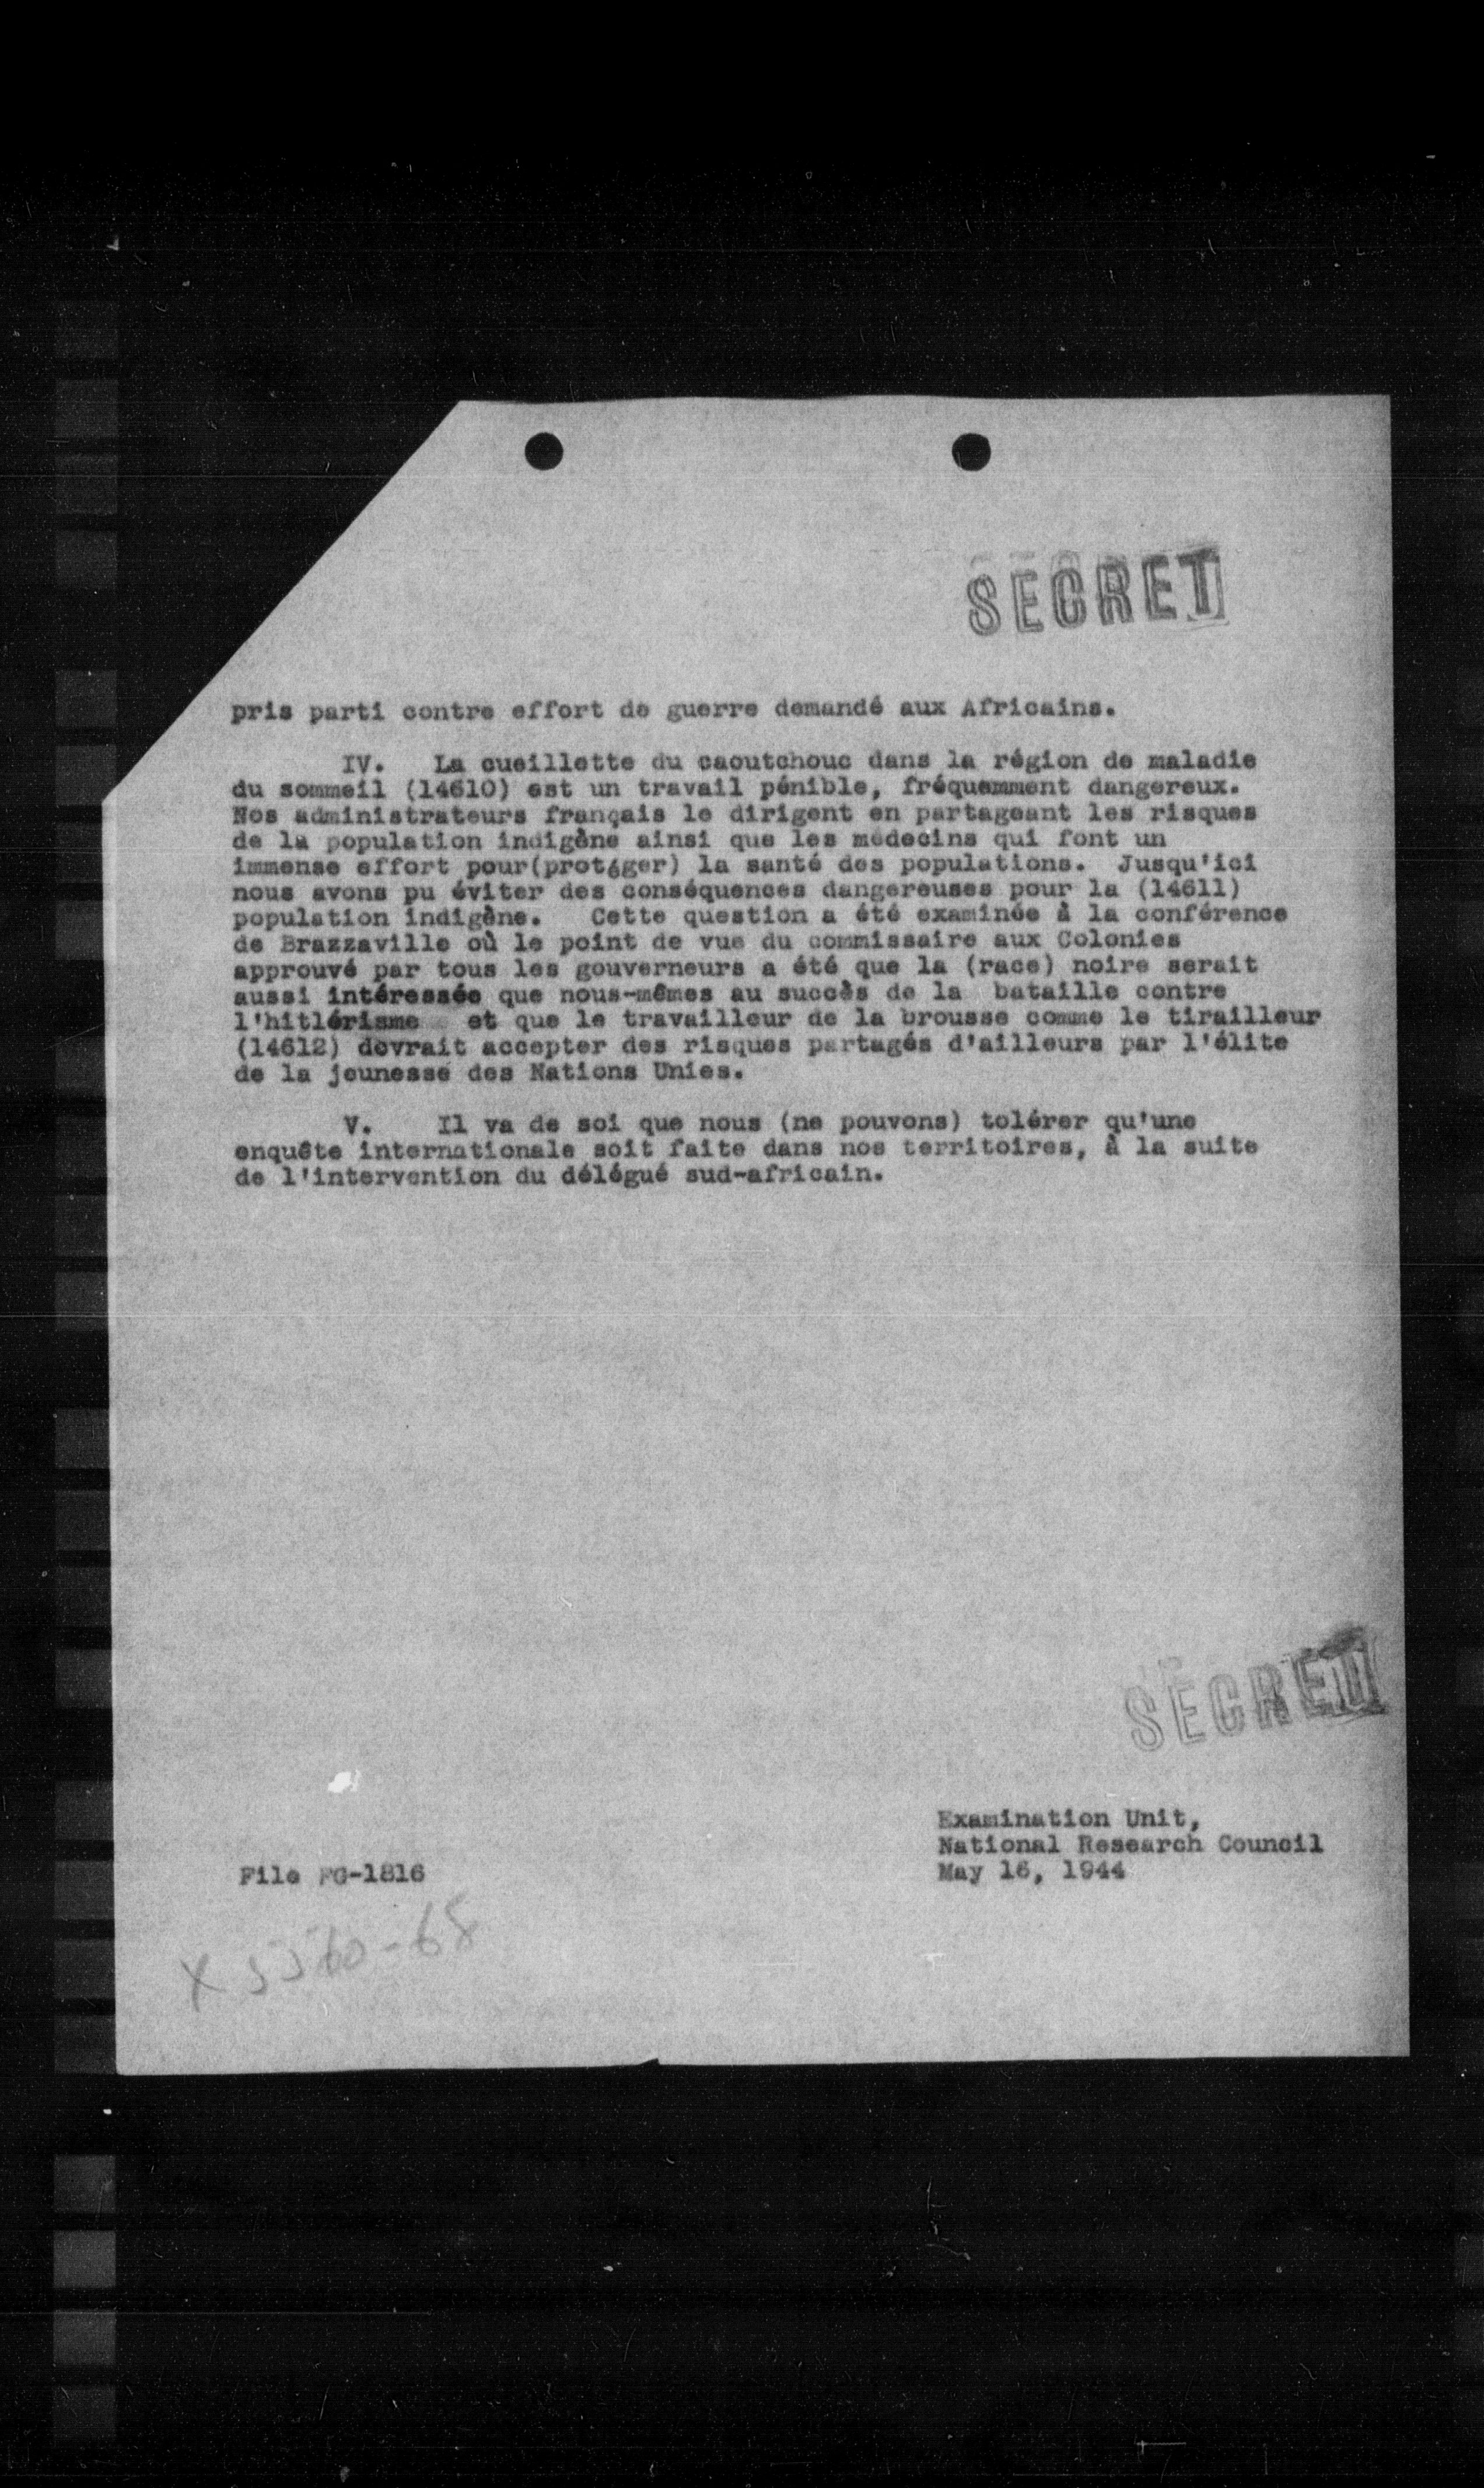 SECRET
pris parti contre effort de guerre demandé aux Africains.
IV. La cueillette du caoutchouc dans la région de maladie
du sommeil (14610) est un travail pénible, fréquemment dangereux.
Nos administrateurs français le dirigent en partageant les risques
de la population indigène ainsi que les médecins qui font un
immense effort pour(protéger) la santé des populations. Jusqu'ici
nous avons pu éviter des conséquences dangereuses pour la (14611)
population indigène. Cette question a été examinée à la conférence
de Brazzaville où le point de vue du commissaire aux Colonies
approuvé par tous les gouverneurs a été que la (race) noire serait
aussi intéressée que nous-mêmes au succès de la bataille contre
l'hitlérisme et que le travailleur de la brousse comme le tirailleur
(14612) devrait accepter des risques partagés d'ailleurs par l'élite
de la jeunesse des Nations Unies.
V. Il va de soi que nous (ne pouvons) tolérer qu'une
enquête internationale soit faite dans nos territoires, à la suite
de l'intervention du délégué sud-africain.
SECRET
Examination Unit,
National Research Council
May 16, 1944
File FG-1816
X 5560-68